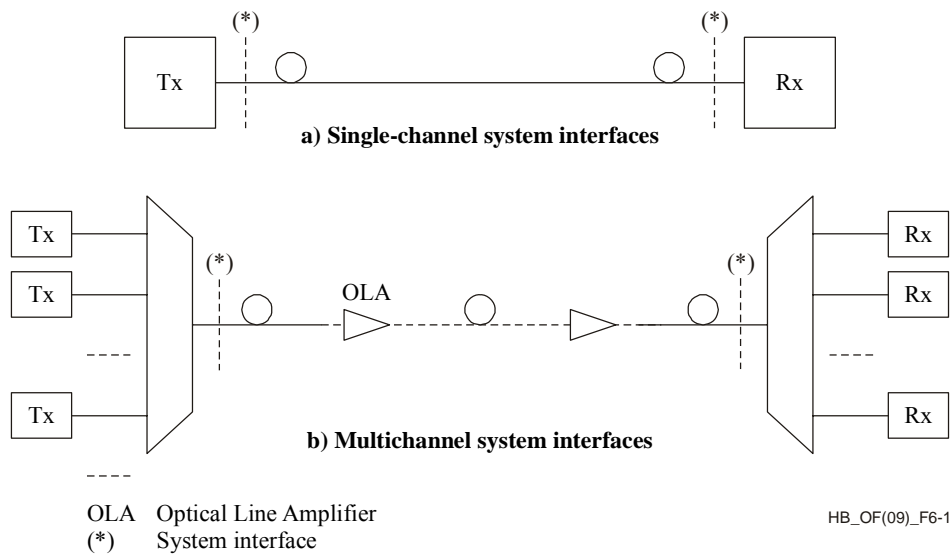 (*) (*)
Tx Rx
a) Single-channel system interfaces
Tx Rx
(*) (*)
Tx OLA Rx
Tx Rx
b) Multichannel system interfaces
OLA Optical Line Amplifier
(*) System interface
HB_OF(09)_F6-1